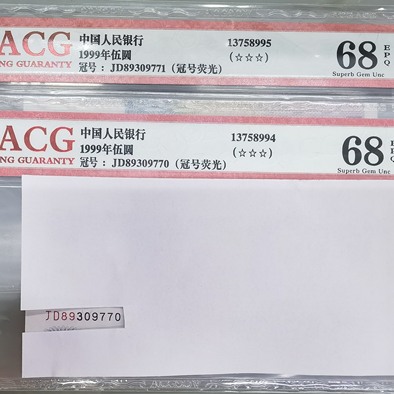 ACG
NG GUARANTY
中国人民银行
1999年伍圆
冠号：JD89309771（冠号荧光）
13758995
(☆☆☆)
68
EPQ
Superb Gem Unc
ACG
NG GUARANTY
中国人民银行
1999年伍圆
冠号：JD89309770（冠号荧光）
13758994
(☆☆☆)
68
EPQ
Superb Gem Unc
JD89309770